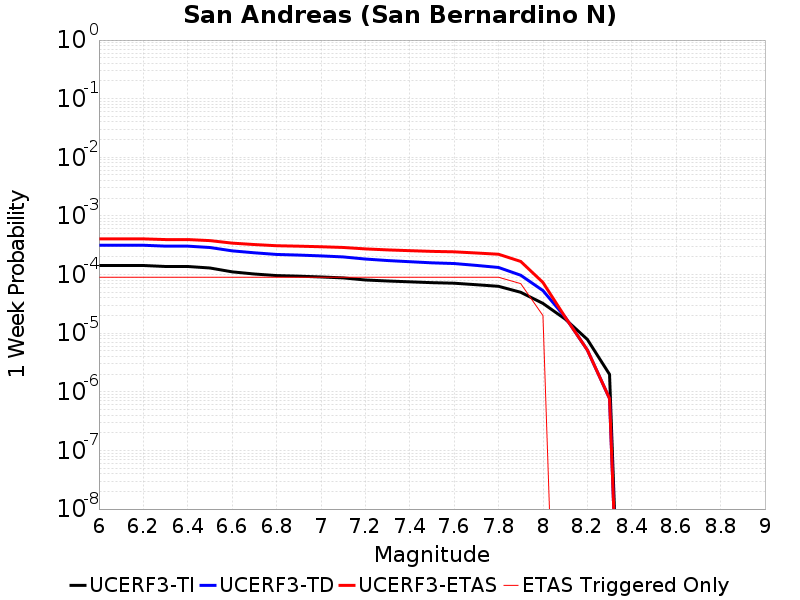 San Andreas (San Bernardino N)
1 Week Probability
10^0
10^-1
10^-2
10^-3
10^-4
10^-5
10^-6
10^-7
10^-8
6 6.2 6.4 6.6 6.8 7 7.2 7.4 7.6 7.8 8 8.2 8.4 8.6 8.8 9
Magnitude
UCERF3-TI UCERF3-TD UCERF3-ETAS ETAS Triggered Only